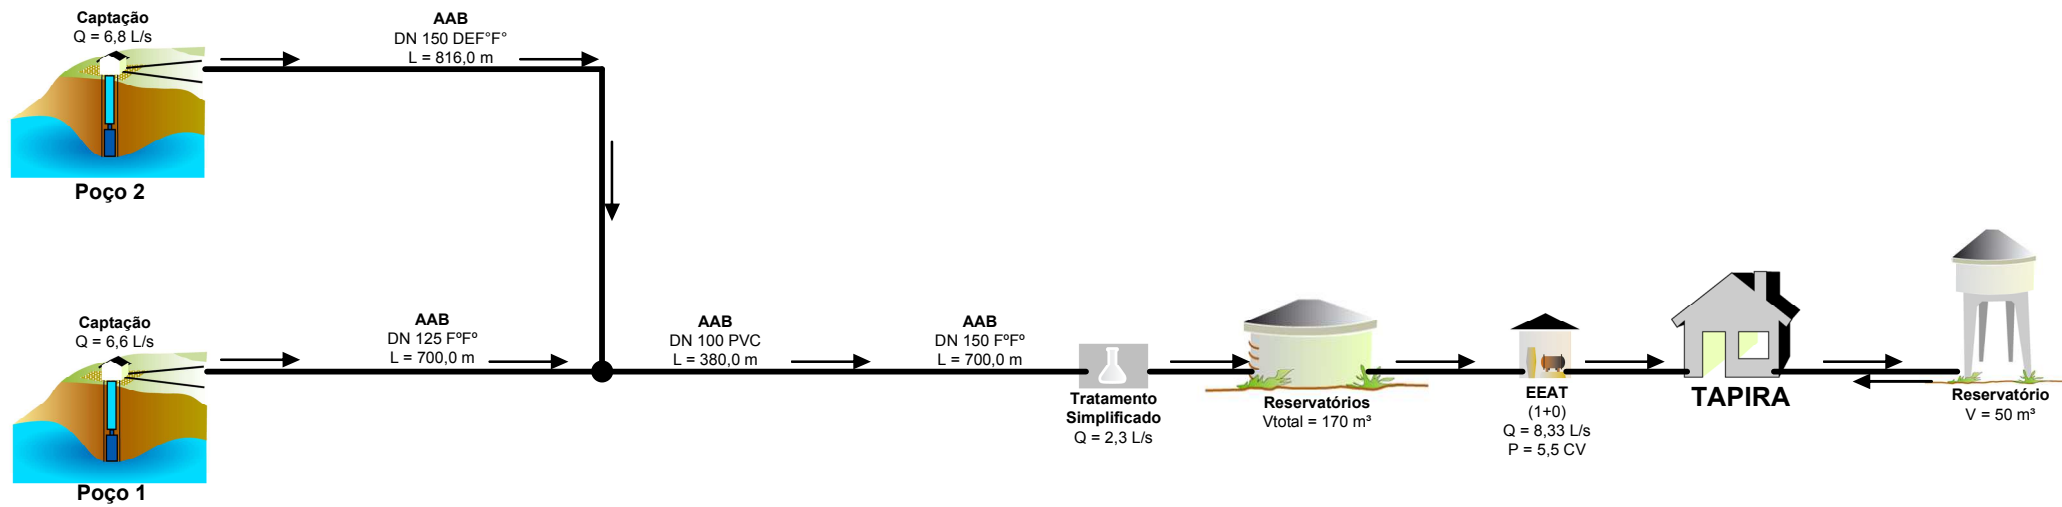 Captação
Q = 6,8 L/s
Poço 2
AAB
DN 150 DEF°F°
L = 816,0 m
Captação
Q = 6,6 L/s
Poço 1
AAB
DN 125 FºFº
L = 700,0 m
AAB
DN 100 PVC
L = 380,0 m
AAB
DN 150 FºFº
L = 700,0 m
Tratamento
Simplificado
Q = 2,3 L/s
Reservatórios
Vtotal = 170 m³
EEAT
(1+0)
Q = 8,33 L/s
P = 5,5 CV
TAPIRA
Reservatório
V = 50 m³